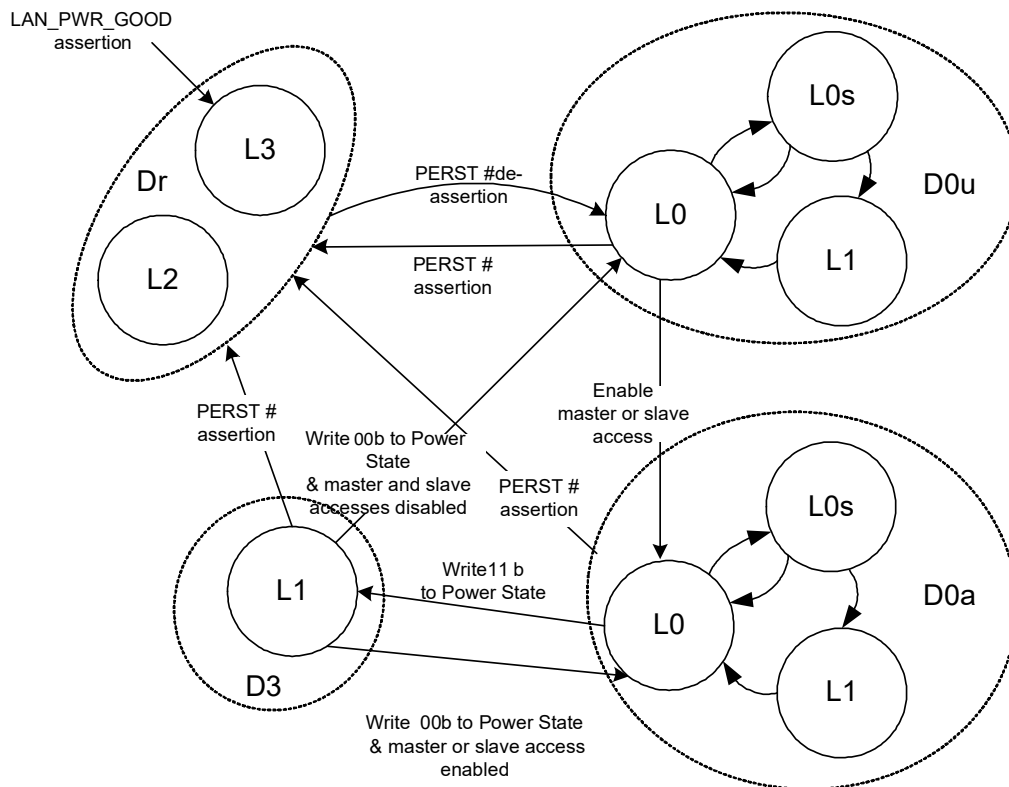 LAN_PWR_GOOD
assertion
L3
Dr
L2
PERST #de-
assertion
PERST #
assertion
L0s
D0u
L0
L1
Enable
master or slave
access
PERST #
assertion
Write 00b to Power
State
& master and slave
accesses disabled
PERST #
assertion
L0s
D0a
L0
L1
Write11 b
to Power State
L1
D3
Write 00b to Power State
& master or slave access
enabled